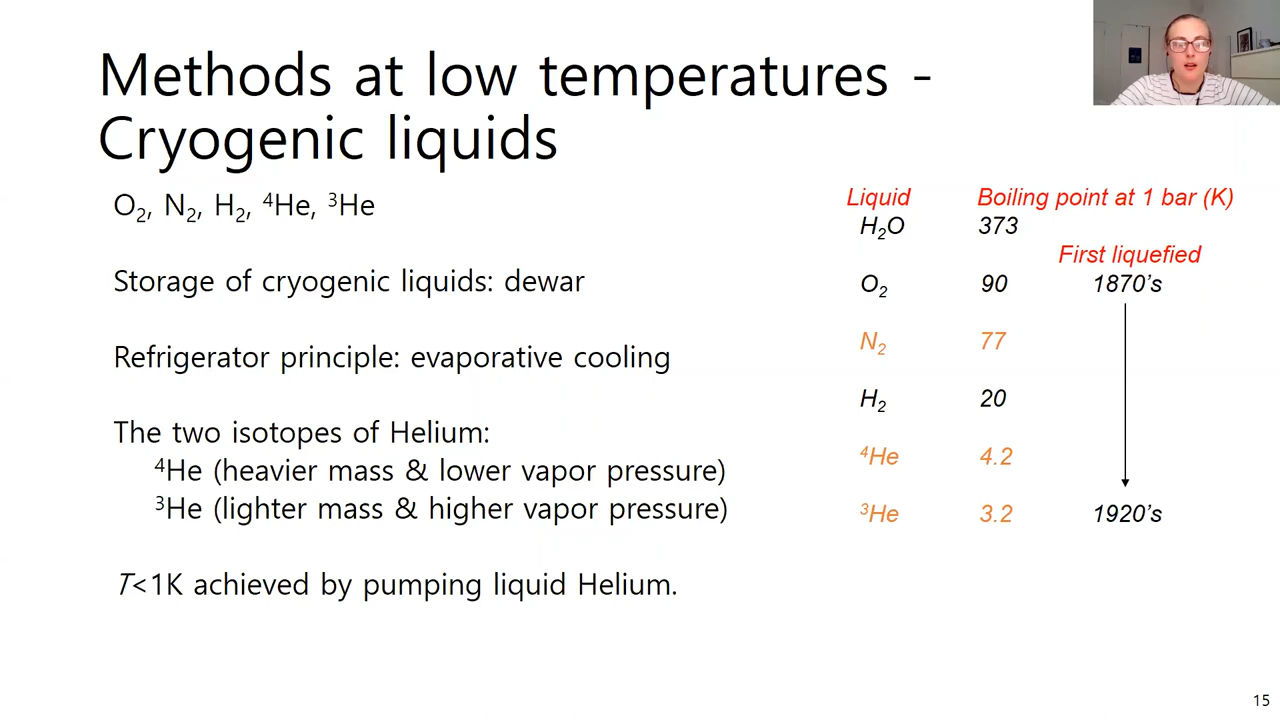 Methods at low temperatures -
Cryogenic liquids
O₂, N₂, H₂, ⁴He, ³He
Storage of cryogenic liquids: dewar
Refrigerator principle: evaporative cooling
The two isotopes of Helium:
⁴He (heavier mass & lower vapor pressure)
³He (lighter mass & higher vapor pressure)
T<1K achieved by pumping liquid Helium.
Liquid Boiling point at 1 bar (K)
H₂O 373
First liquefied
O₂ 90 1870's
N₂ 77
H₂ 20
⁴He 4.2
³He 3.2 1920's
15